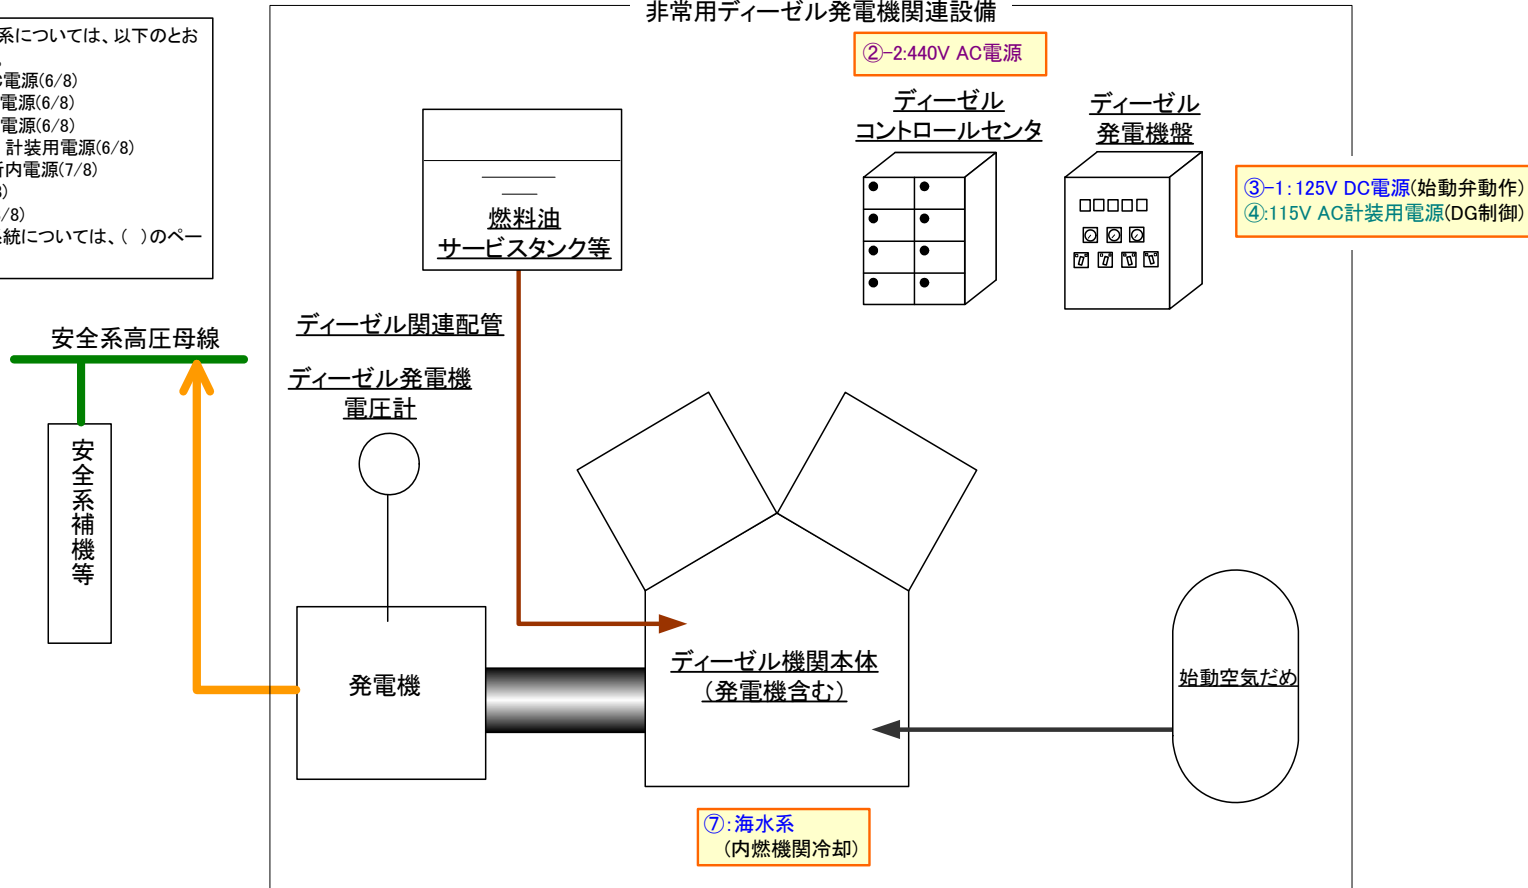 非常用ディーゼル発電機関連設備
系については、以下のとお
電源(6/8)
電源(6/8)
電源(6/8)
計装用電源(6/8)
所内電源(7/8)
/8)
統については、( )のペー
②-2:440V AC電源
ディーゼル
コントロールセンタ
ディーゼル
発電機盤
③-1:125V DC電源(始動弁動作)
④:115V AC計装用電源(DG制御)
燃料油
サービスタンク等
ディーゼル関連配管
安全系高圧母線
ディーゼル発電機
電圧計
安全系補機等
発電機
ディーゼル機関本体
(発電機含む)
始動空気だめ
⑦:海水系
(内燃機関冷却)